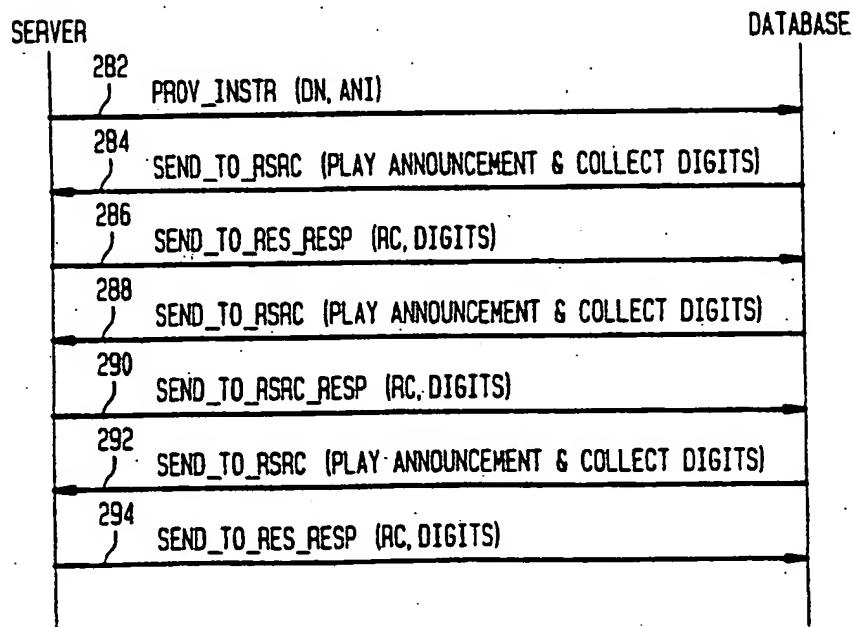 SERVER
DATABASE
282
PROV_INSTR (DN, ANI)
284
SEND_TO_RSRC (PLAY ANNOUNCEMENT & COLLECT DIGITS)
286
SEND_TO_RES_RESP (RC, DIGITS)
288
SEND_TO_RSRC (PLAY ANNOUNCEMENT & COLLECT DIGITS)
290
SEND_TO_RSRC_RESP (RC, DIGITS)
292
SEND_TO_RSRC (PLAY ANNOUNCEMENT & COLLECT DIGITS)
294
SEND_TO_RES_RESP (RC, DIGITS)